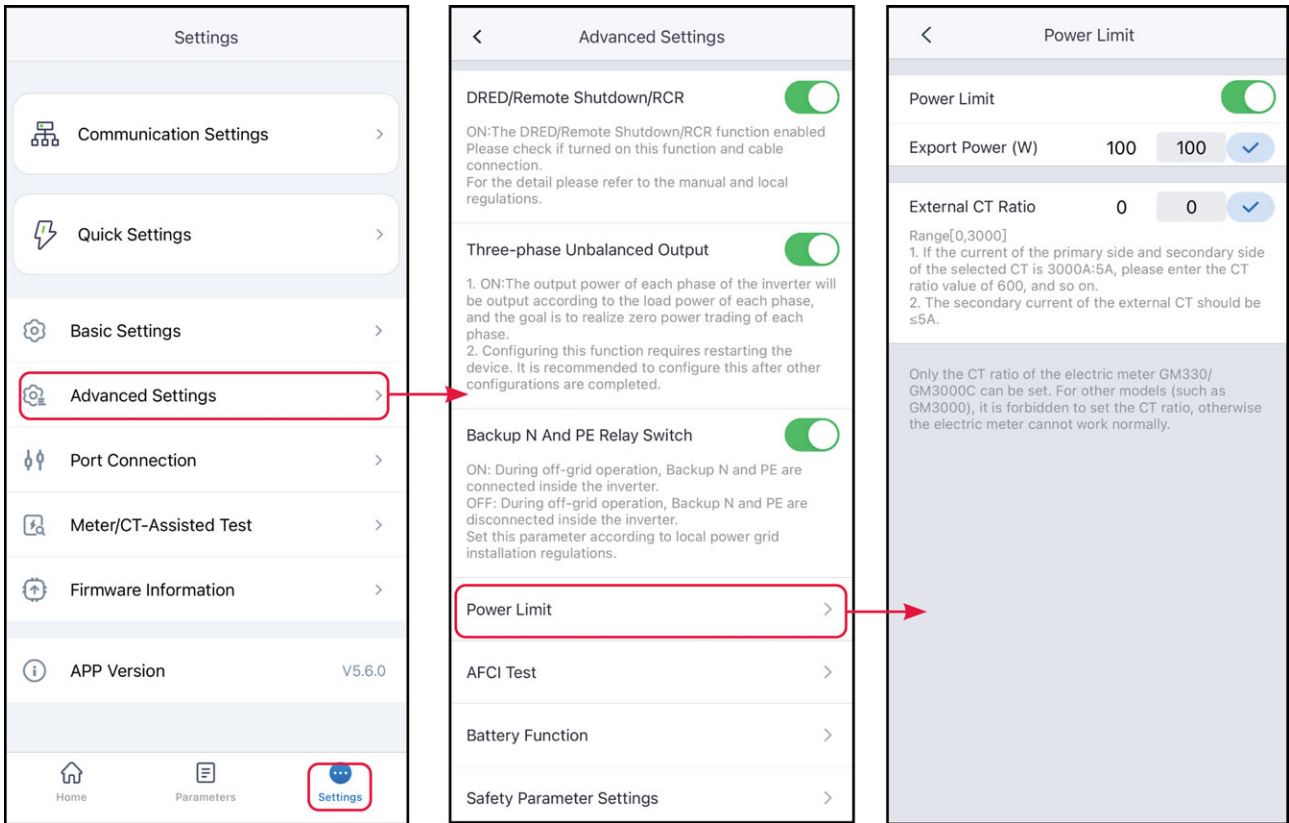 Settings
Communication Settings
Quick Settings
Basic Settings
Advanced Settings
Port Connection
Meter/CT-Assisted Test
Firmware Information
APP Version V5.6.0
Home Parameters Settings
Advanced Settings
DRED/Remote Shutdown/RCR
ON:The DRED/Remote Shutdown/RCR function enabled
Please check if turned on this function and cable
connection.
For the detail please refer to the manual and local
regulations.
Three-phase Unbalanced Output
1. ON:The output power of each phase of the inverter will
be output according to the load power of each phase,
and the goal is to realize zero power trading of each
phase.
2. Configuring this function requires restarting the
device. It is recommended to configure this after other
configurations are completed.
Backup N And PE Relay Switch
ON: During off-grid operation, Backup N and PE are
connected inside the inverter.
OFF: During off-grid operation, Backup N and PE are
disconnected inside the inverter.
Set this parameter according to local power grid
installation regulations.
Power Limit
AFCI Test
Battery Function
Safety Parameter Settings
Power Limit
Power Limit
Export Power (W) 100 100
External CT Ratio 0 0
Range[0,3000]
1. If the current of the primary side and secondary side
of the selected CT is 3000A:5A, please enter the CT
ratio value of 600, and so on.
2. The secondary current of the external CT should be
≤5A.
Only the CT ratio of the electric meter GM330/
GM3000C can be set. For other models (such as
GM3000), it is forbidden to set the CT ratio, otherwise
the electric meter cannot work normally.